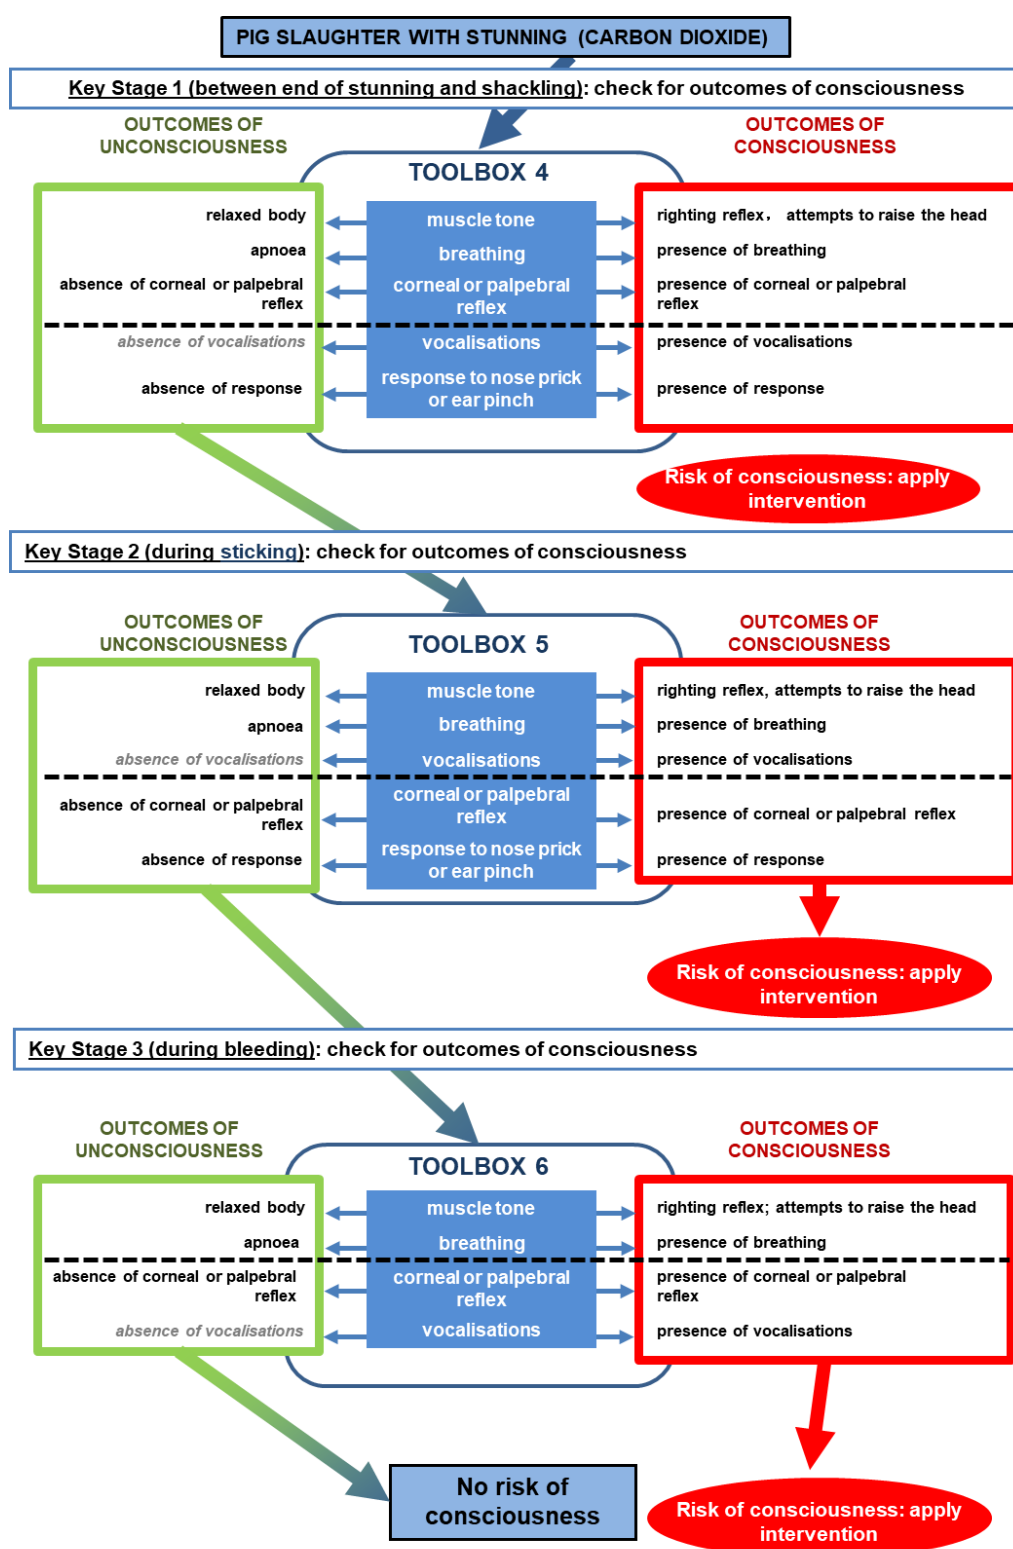 PIG SLAUGHTER WITH STUNNING (CARBON DIOXIDE)
Key Stage 1 (between end of stunning and shackling): check for outcomes of consciousness
OUTCOMES OF
UNCONSCIOUSNESS
OUTCOMES OF
CONSCIOUSNESS
TOOLBOX 4
relaxed body
muscle tone
righting reflex， attempts to raise the head
apnoea
breathing
presence of breathing
absence of corneal or palpebral
reflex
corneal or palpebral
reflex
presence of corneal or palpebral
reflex
absence of vocalisations
vocalisations
presence of vocalisations
absence of response
response to nose prick
or ear pinch
presence of response
Risk of consciousness: apply
intervention
Key Stage 2 (during sticking): check for outcomes of consciousness
OUTCOMES OF
UNCONSCIOUSNESS
OUTCOMES OF
CONSCIOUSNESS
TOOLBOX 5
relaxed body
muscle tone
righting reflex, attempts to raise the head
apnoea
breathing
presence of breathing
absence of vocalisations
vocalisations
presence of vocalisations
absence of corneal or palpebral
reflex
corneal or palpebral
reflex
presence of corneal or palpebral reflex
absence of response
response to nose prick
or ear pinch
presence of response
Risk of consciousness: apply
intervention
Key Stage 3 (during bleeding): check for outcomes of consciousness
OUTCOMES OF
UNCONSCIOUSNESS
OUTCOMES OF
CONSCIOUSNESS
TOOLBOX 6
relaxed body
muscle tone
righting reflex; attempts to raise the head
apnoea
breathing
presence of breathing
absence of corneal or palpebral
reflex
corneal or palpebral
reflex
presence of corneal or palpebral
reflex
absence of vocalisations
vocalisations
presence of vocalisations
No risk of
consciousness
Risk of consciousness: apply
intervention